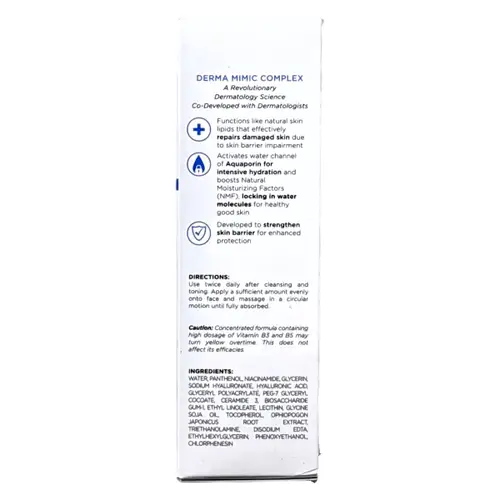 DERMA MIMIC COMPLEX
A Revolutionary
Dermatology Science
Co-Developed with Dermatologists
Functions like natural skin
lipids that effectively
repairs damaged skin due
to skin barrier impairment
Activates water channel
of Aquaporin for
intensive hydration and
boosts Natural
Moisturizing Factors
(NMF), locking in water
molecules for healthy
good skin
Developed to strengthen
skin barrier for enhanced
protection
DIRECTIONS:
Use twice daily after cleansing and
toning. Apply a sufficient amount evenly
onto face and massage in a circular
motion until fully absorbed.
Caution: Concentrated formula containing
high dosage of Vitamin B3 and B5 may
turn yellow overtime. This does not
affect its efficacies.
INGREDIENTS:
WATER, PANTHENOL, NIACINAMIDE, GLYCERIN,
SODIUM HYALURONATE, HYALURONIC ACID,
GLYCERYL POLYACRYLATE, PEG-7 GLYCERYL
COCOATE, CERAMIDE 3, BIOSACCHARIDE
GUM-1, ETHYL LINOLEATE, LECITHIN, GLYCINE
SOJA OIL, TOCOPHEROL, OPHIOPOGON
JAPONICUS ROOT EXTRACT,
TRIETHANOLAMINE, DISODIUM EDTA,
ETHYLHEXYLGLYCERIN, PHENOXYETHANOL,
CHLORPHENESIN